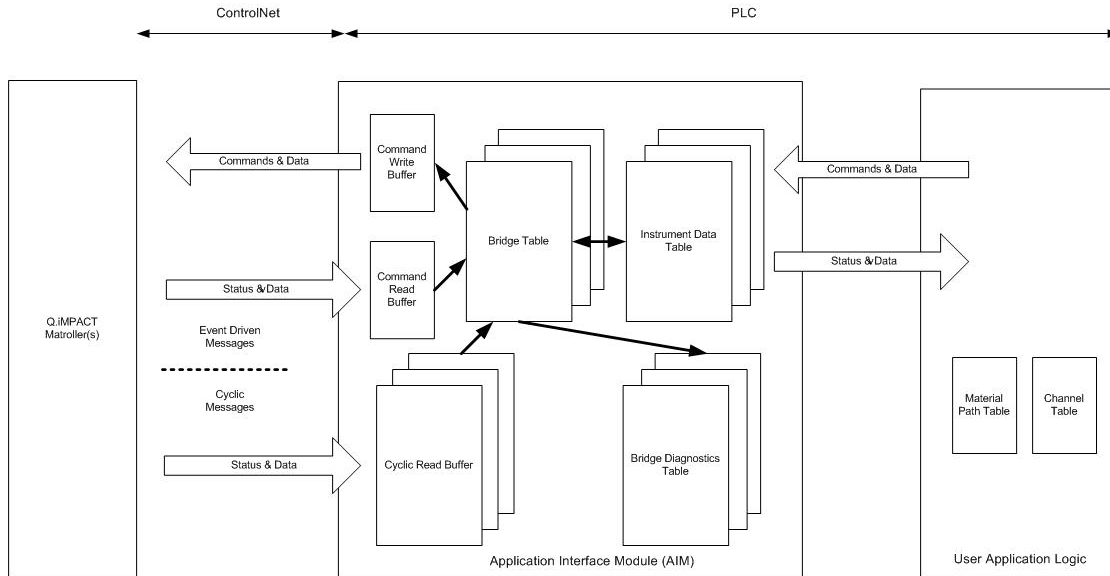 ControlNet
PLC
Commands & Data
Command
Write
Buffer
Bridge Table
Instrument Data
Table
Commands & Data
Status & Data
Status & Data
Command
Read
Buffer
Q.iMPACT
Matroller(s)
Event Driven
Messages
Cyclic
Messages
Material
Path Table
Channel
Table
Status & Data
Cyclic Read Buffer
Bridge Diagnostics
Table
Application Interface Module (AIM)
User Application Logic